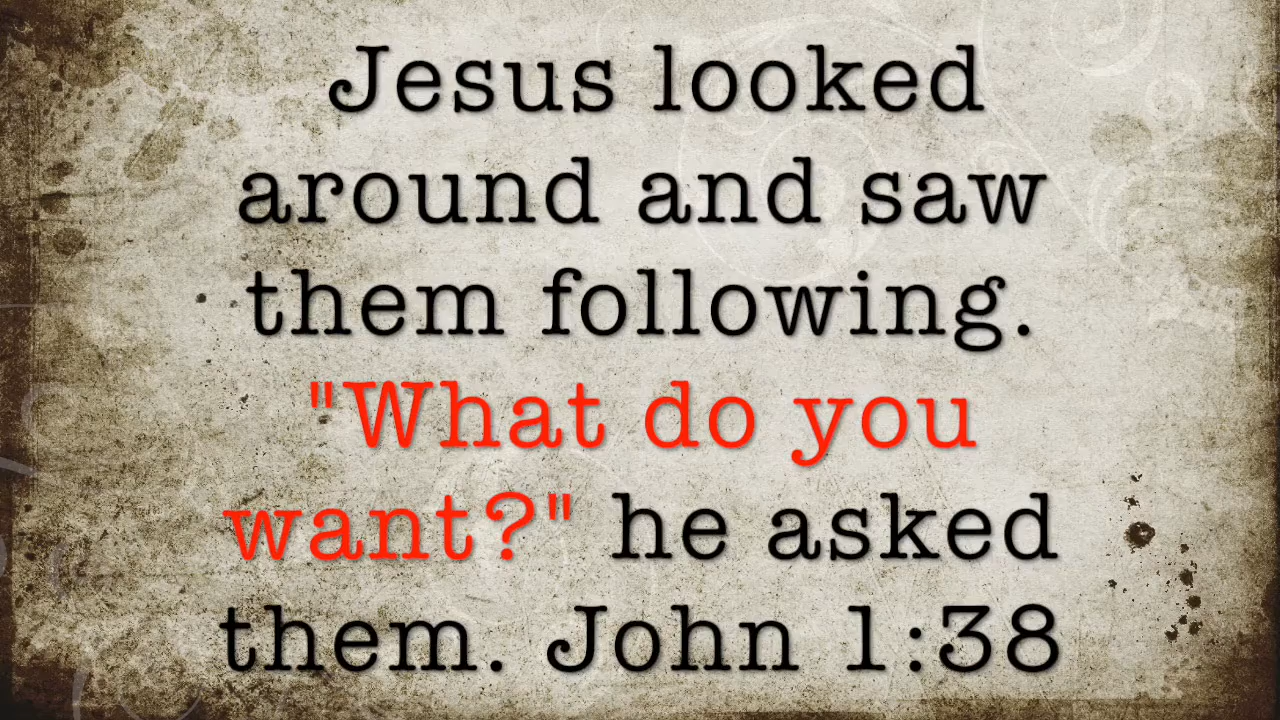 Jesus looked
around and saw
them following.
"What do you
want?" he asked
them. John 1:38